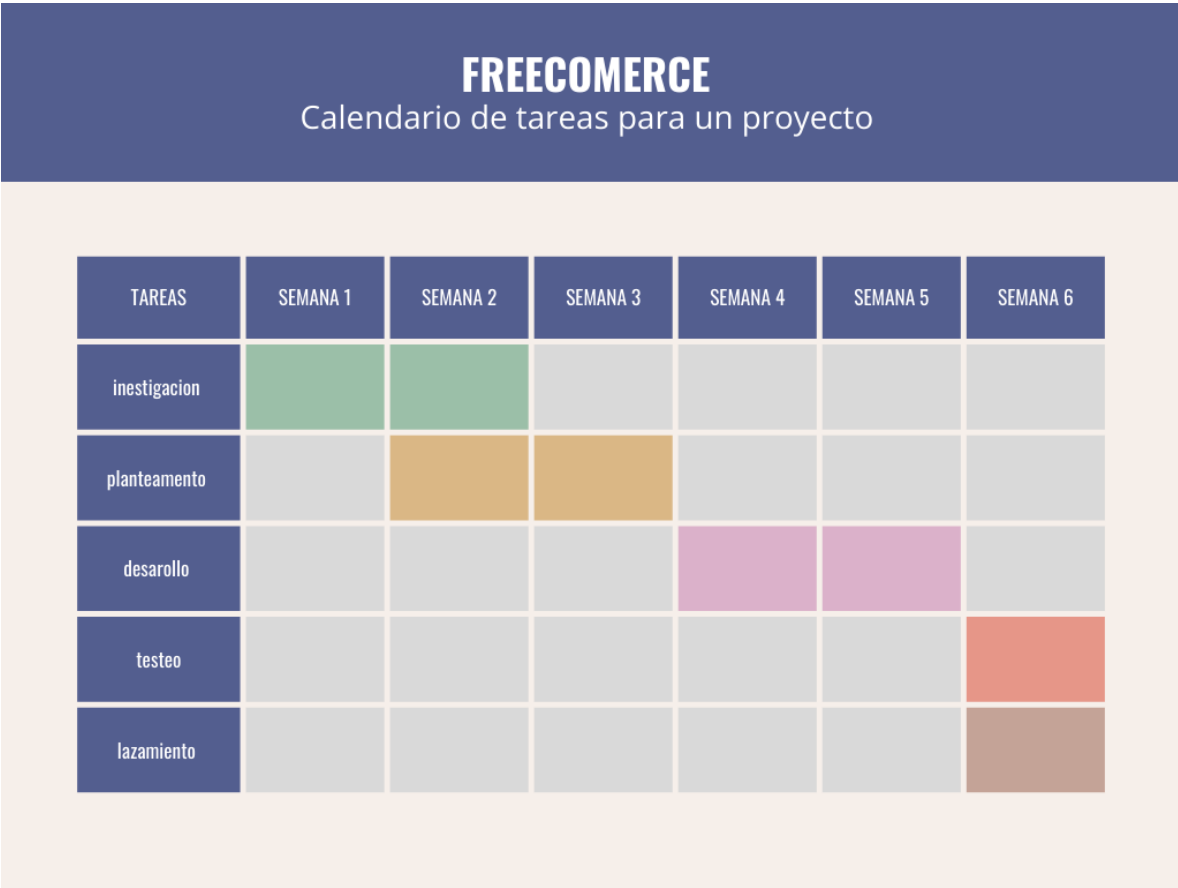 FREECOMERCE
Calendario de tareas para un proyecto
TAREAS SEMANA 1 SEMANA 2 SEMANA 3 SEMANA 4 SEMANA 5 SEMANA 6
inestigacion
planteamento
desarollo
testeo
lazamiento